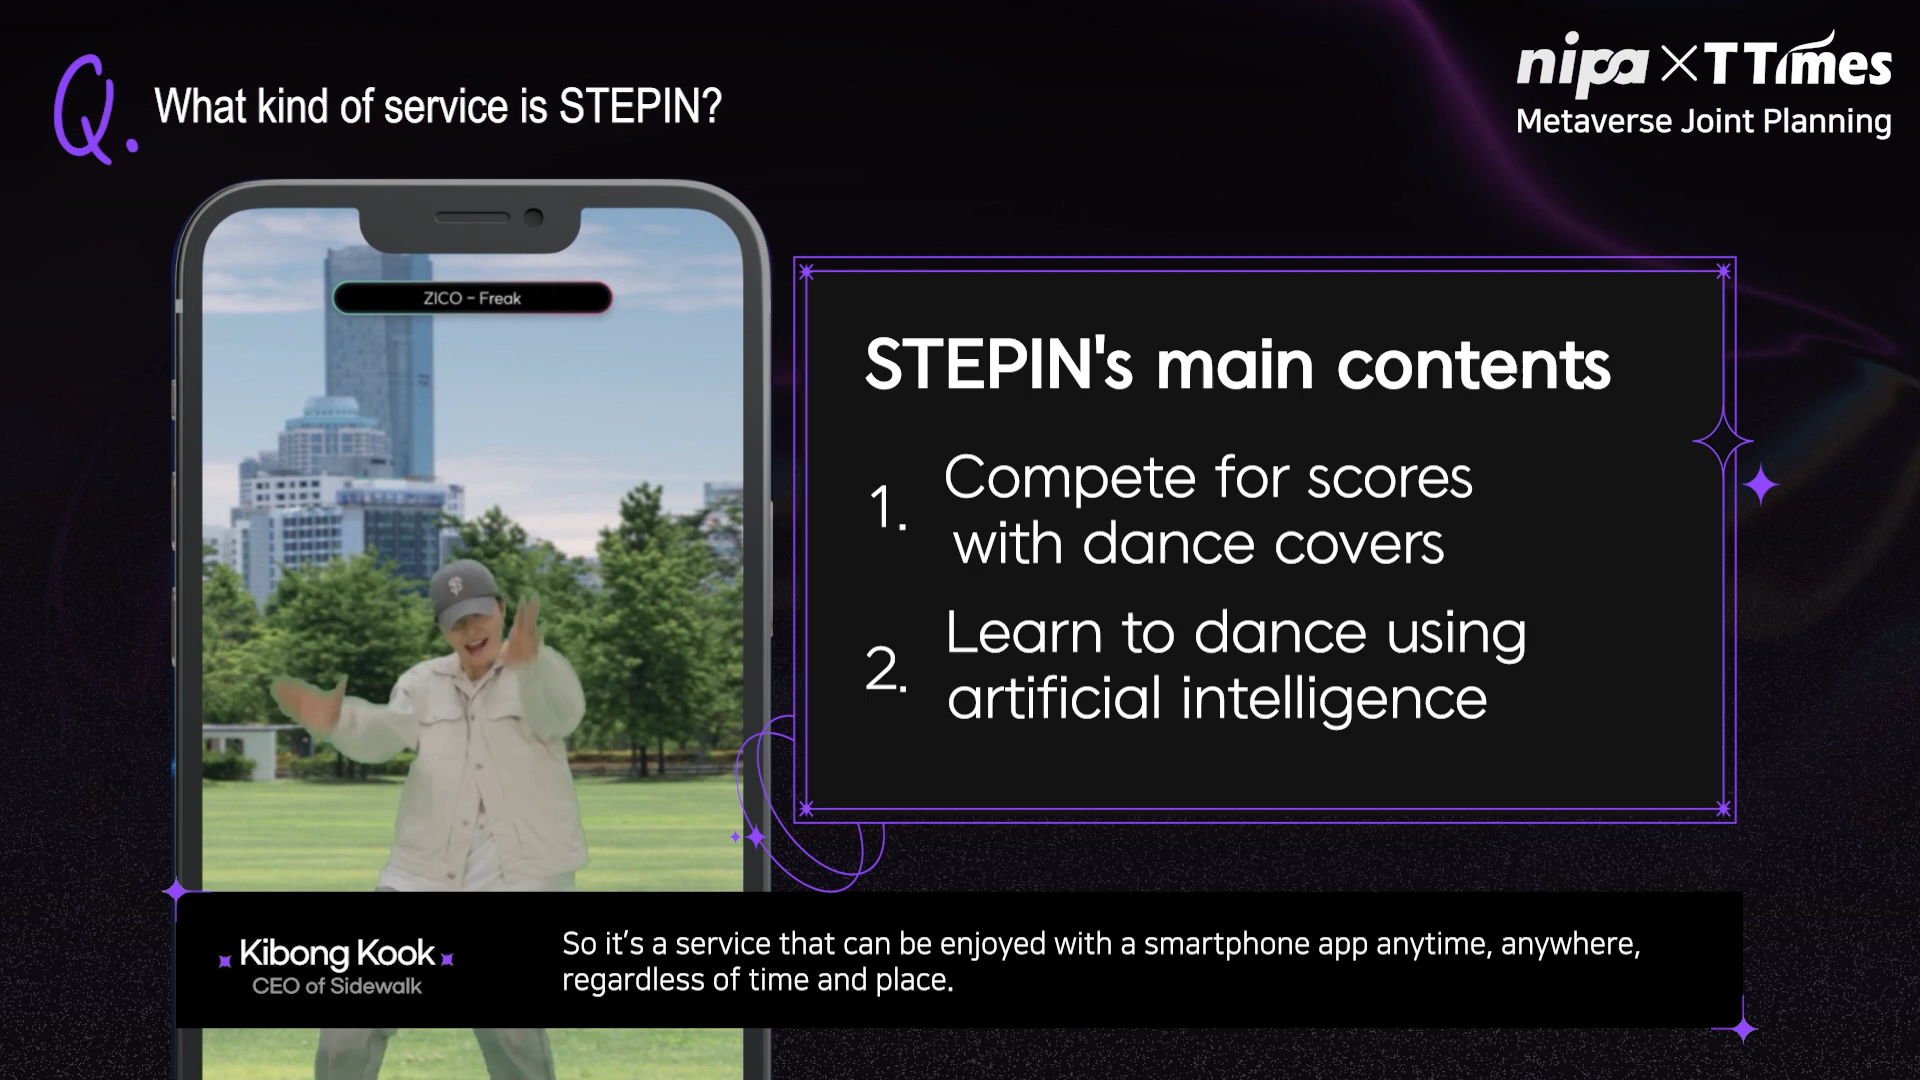 Q. What kind of service is STEPIN?
nipa × TTimes
Metaverse Joint Planning
ZICO – Freak
STEPIN's main contents
1. Compete for scores
with dance covers
2. Learn to dance using
artificial intelligence
Kibong Kook
CEO of Sidewalk
So it’s a service that can be enjoyed with a smartphone app anytime, anywhere,
regardless of time and place.